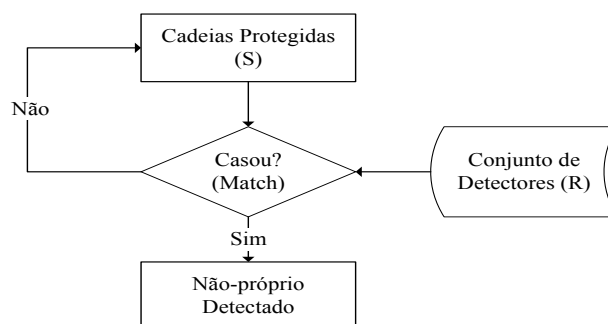 Cadeias Protegidas
(S)
Não
Casou?
(Match)
Conjunto de
Detectores (R)
Sim
Não-próprio
Detectado